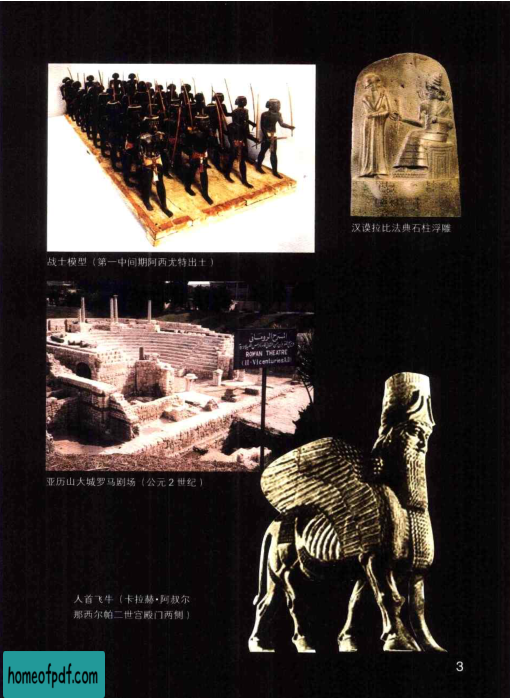 汉谟拉比法典石柱浮雕
战士模型（第一中间期阿西尤特出土）
ROMAN THEATRE
亚历山大城罗马剧场（公元2世纪）
人首飞牛（卡拉赫·阿叔尔
那西尔帕二世宫殿门两侧）
3
homeofpdf.com